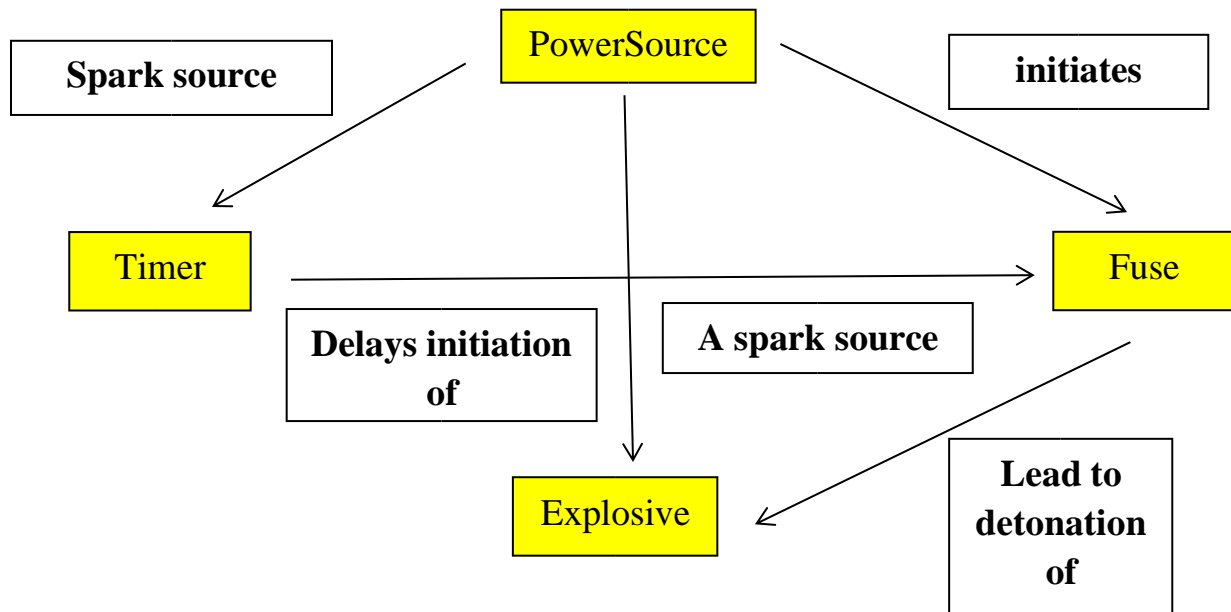 PowerSource
Spark source
initiates
Timer
Fuse
Delays initiation
of
A spark source
Explosive
Lead to
detonation
of